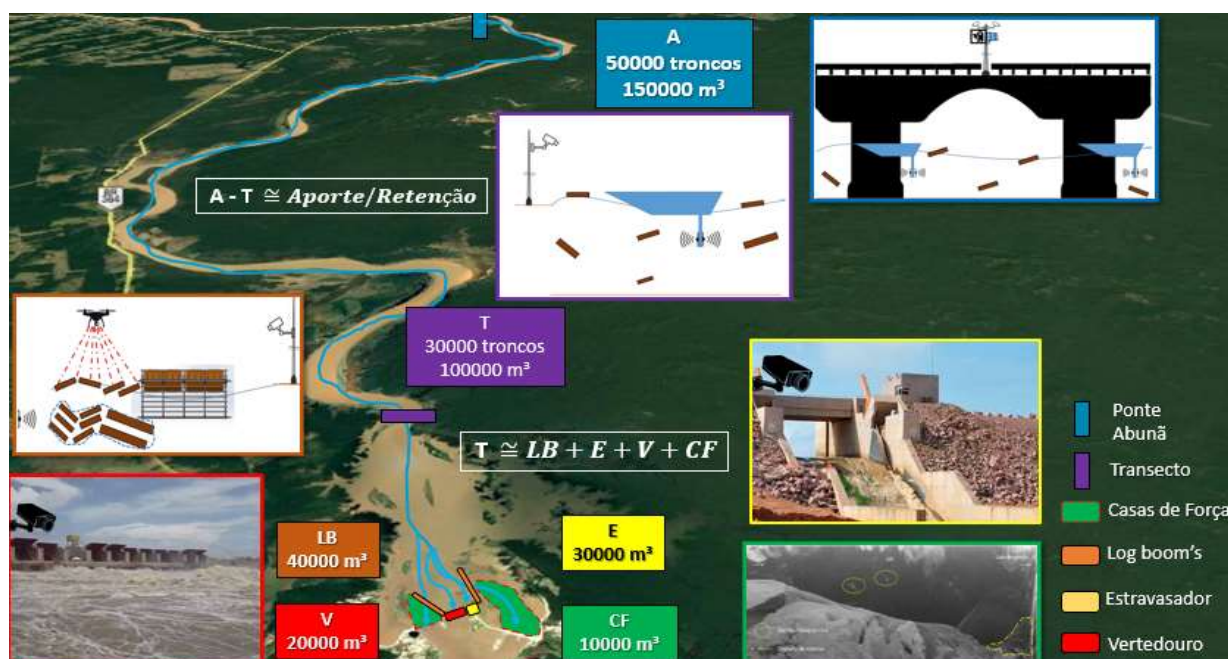 A
50000 troncos
150000 m³
A - T ≅ Aporte/Retenção
T
30000 troncos
100000 m³
T ≅ LB + E + V + CF
LB
40000 m³
E
30000 m³
V
20000 m³
CF
10000 m³
Ponte
Abunã
Transecto
Casas de Força
Log boom's
Estravasador
Vertedouro